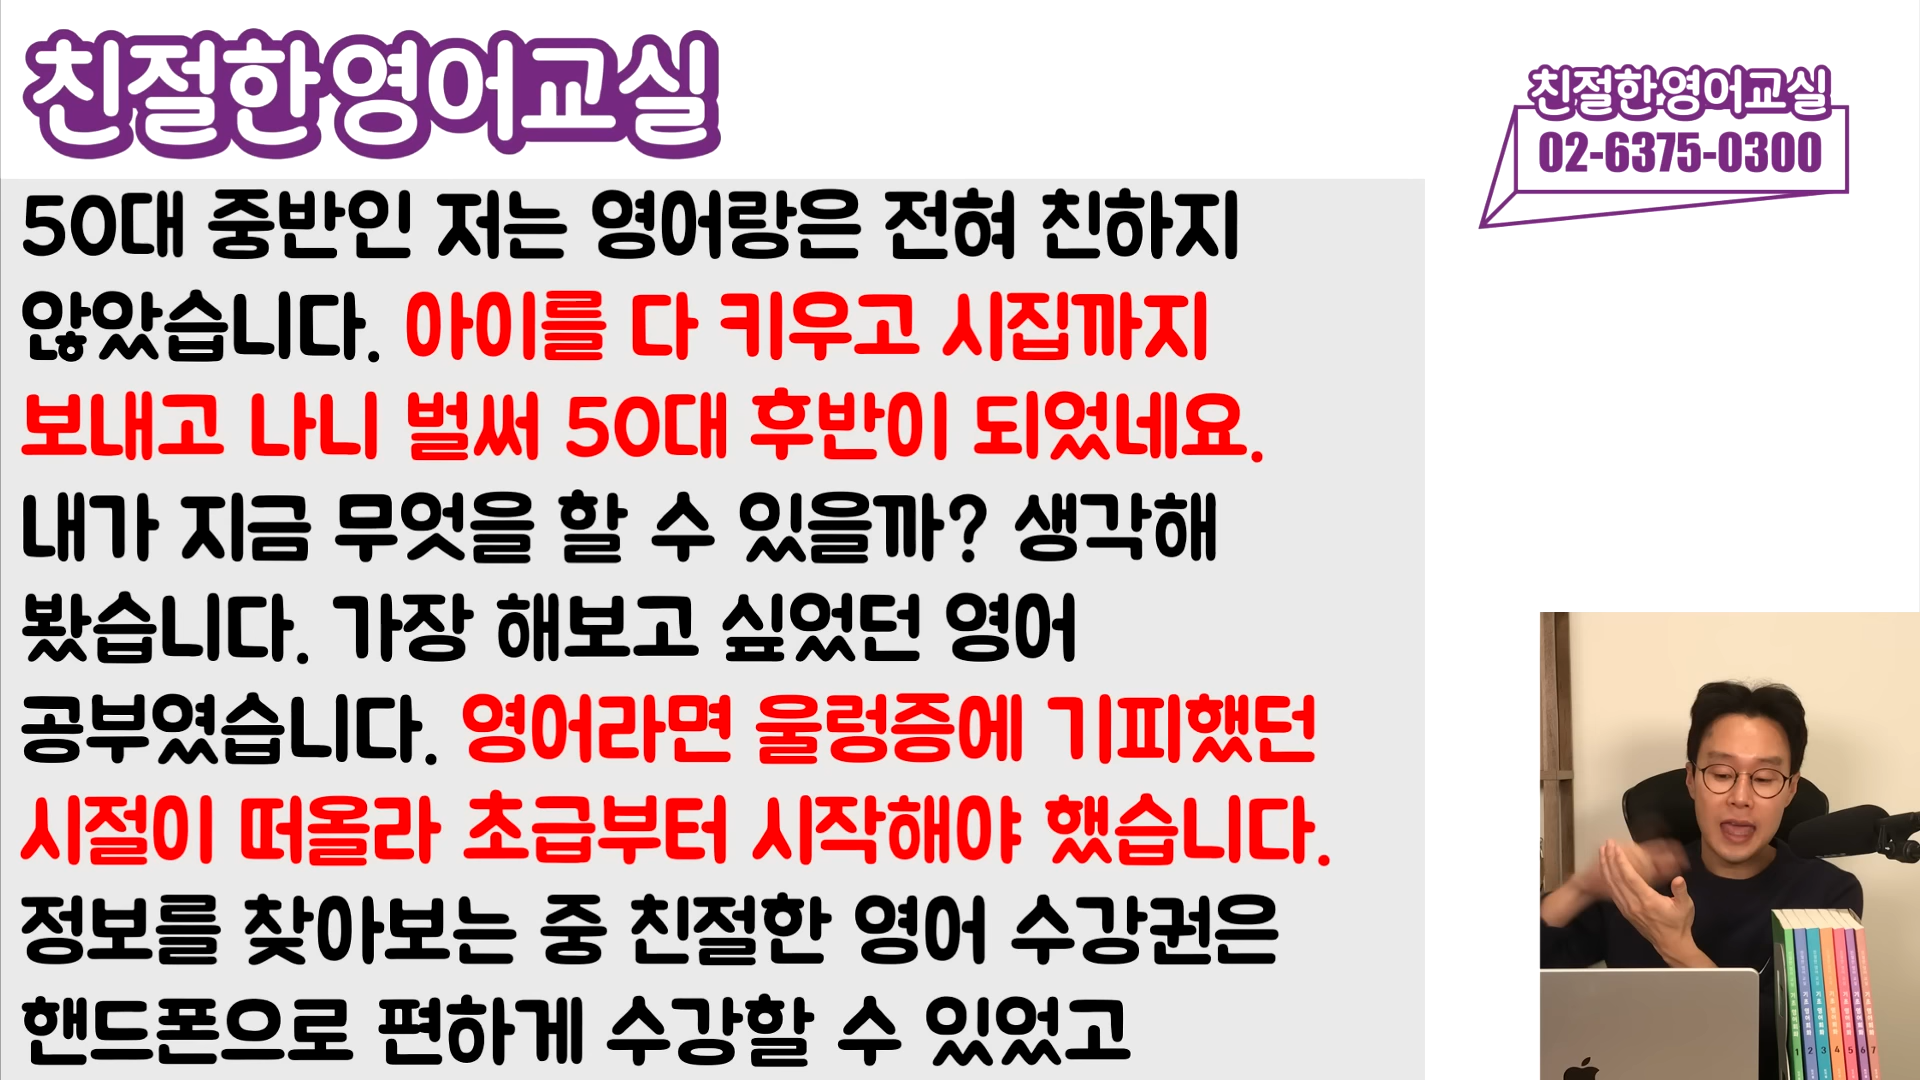 친절한영어교실
친절한영어교실
02-6375-0300
50대 중반인 저는 영어랑은 전혀 친하지
않았습니다. 아이를 다 키우고 시집까지
보내고 나니 벌써 50대 후반이 되었네요.
내가 지금 무엇을 할 수 있을까? 생각해
봤습니다. 가장 해보고 싶었던 영어
공부였습니다. 영어라면 울렁증에 기피했던
시절이 떠올라 초급부터 시작해야 했습니다.
정보를 찾아보는 중 친절한 영어 수강권은
핸드폰으로 편하게 수강할 수 있었고
1 2 3 4 5 6 7